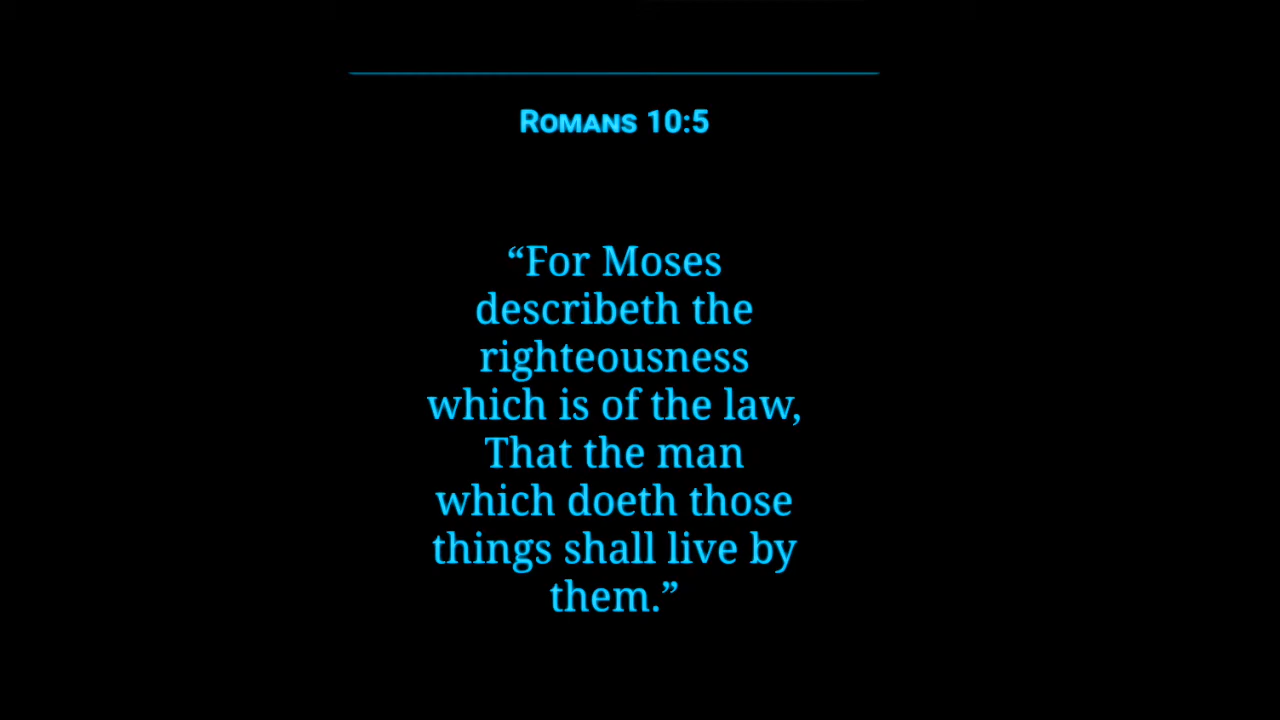 Romans 10:5
“For Moses
describeth the
righteousness
which is of the law,
That the man
which doeth those
things shall live by
them.”